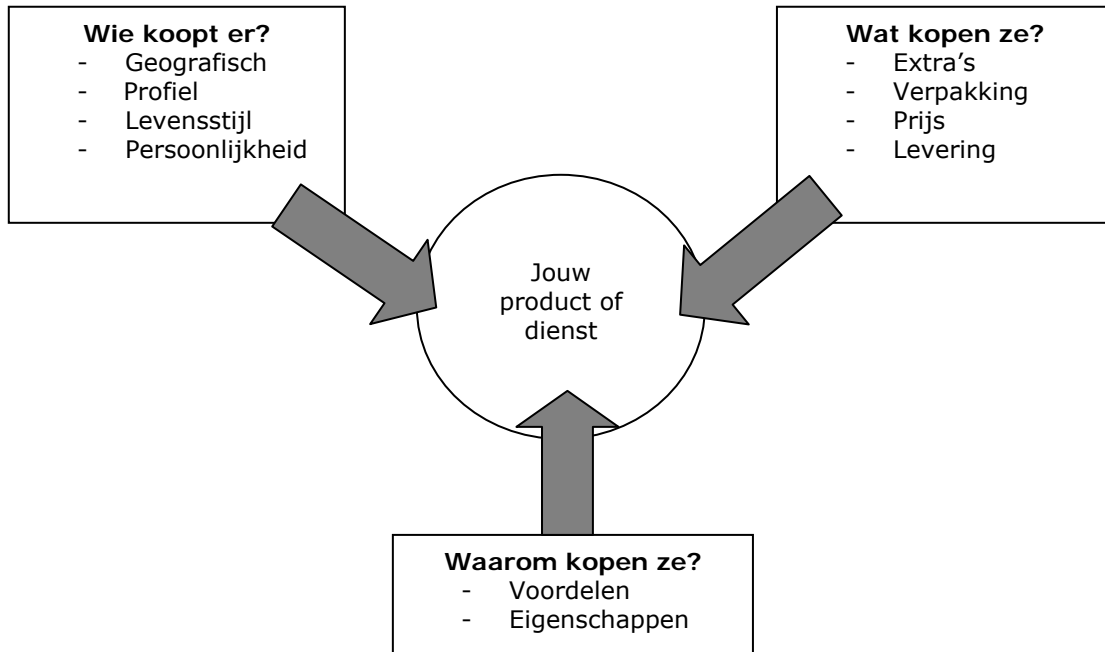 Wie koopt er?
- Geografisch
- Profiel
- Levensstijl
- Persoonlijkheid
Wat kopen ze?
- Extra's
- Verpakking
- Prijs
- Levering
Jouw
product of
dienst
Waarom kopen ze?
- Voordelen
- Eigenschappen